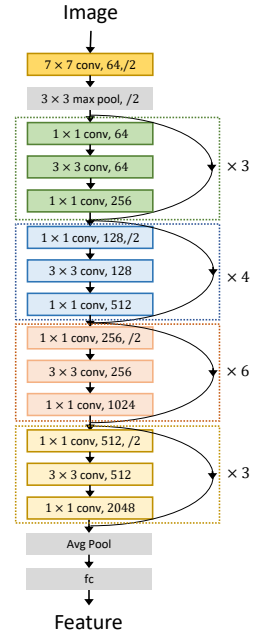 Image
7 × 7 conv, 64,/2
3 × 3 max pool, /2
1 × 1 conv, 64
3 × 3 conv, 64
× 3
1 × 1 conv, 256
1 × 1 conv, 128,/2
3 × 3 conv, 128
× 4
1 × 1 conv, 512
1 × 1 conv, 256, /2
3 × 3 conv, 256
× 6
1 × 1 conv, 1024
1 × 1 conv, 512, /2
3 × 3 conv, 512
× 3
1 × 1 conv, 2048
Avg Pool
fc
Feature